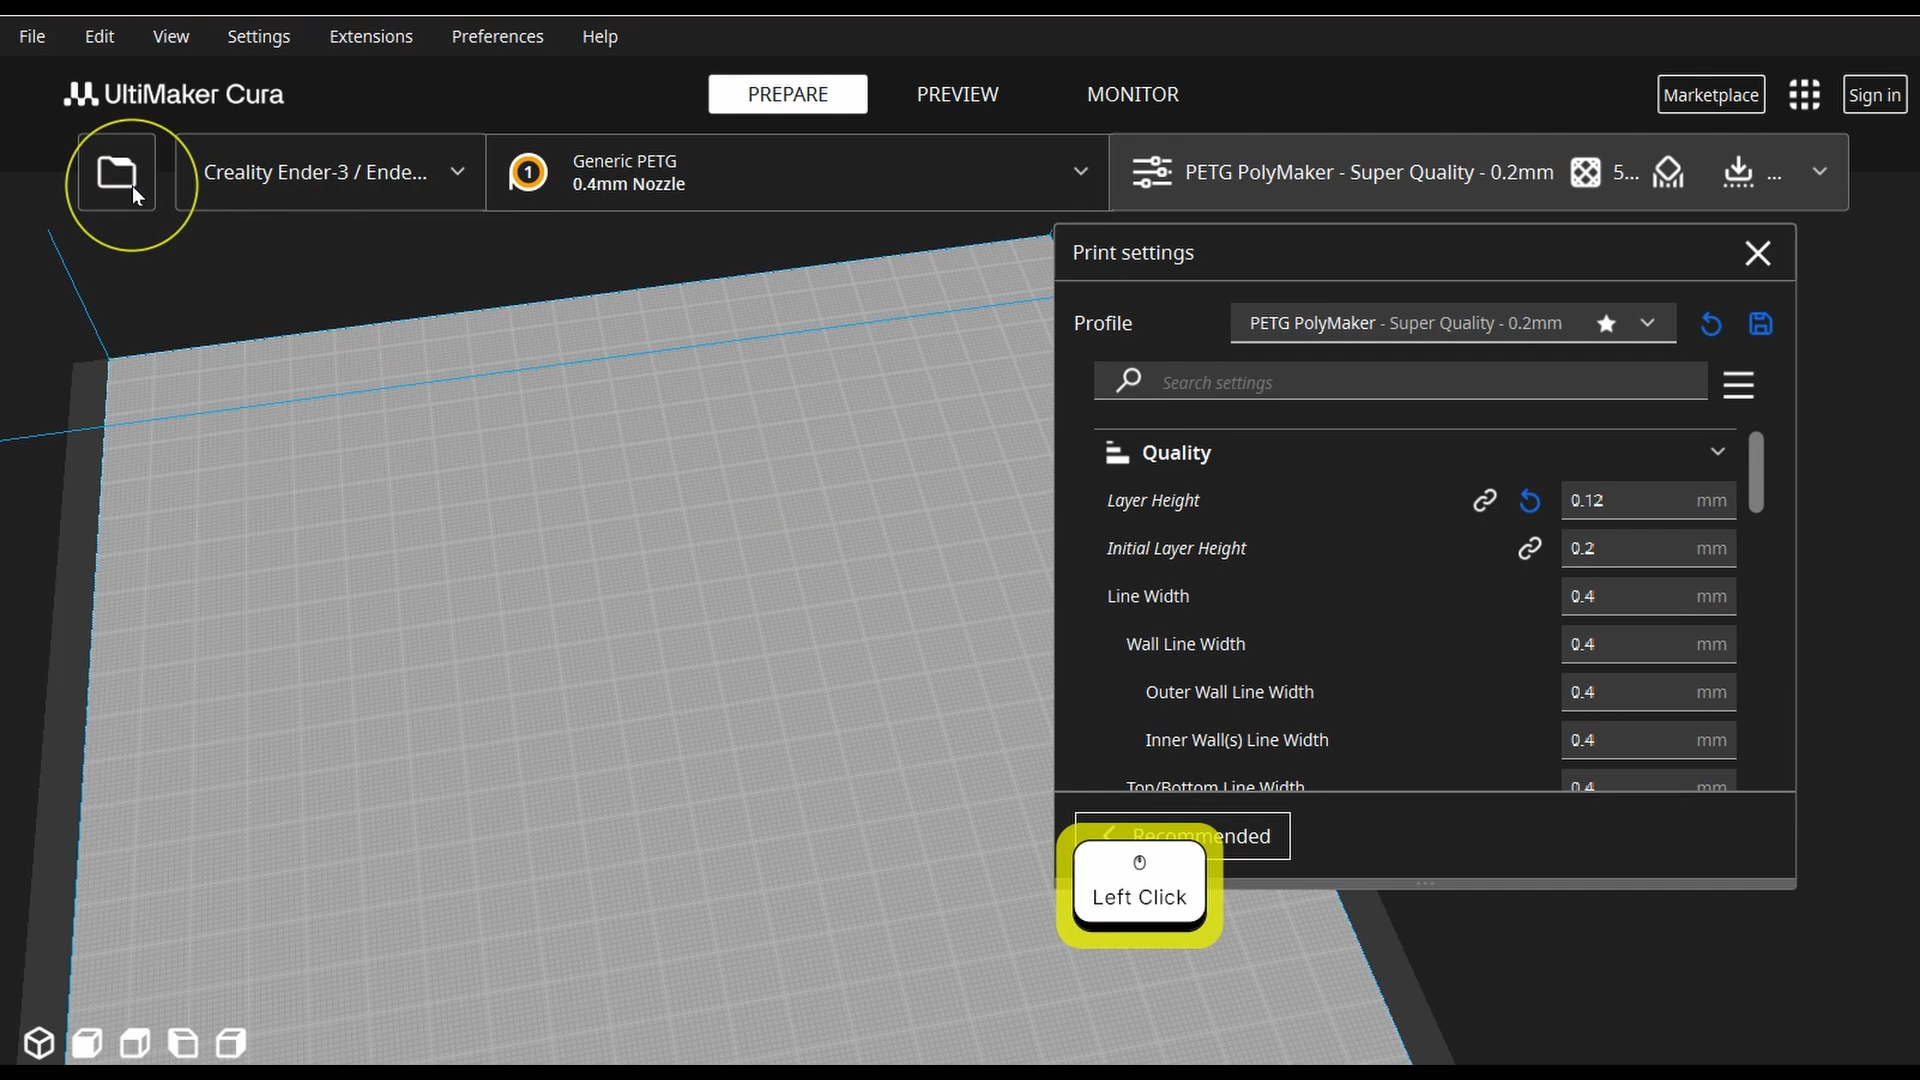 File Edit View Settings Extensions Preferences Help
UltiMaker Cura PREPARE PREVIEW MONITOR Marketplace Sign in
Creality Ender-3 / Ende...
1
Generic PETG
0.4mm Nozzle
PETG PolyMaker - Super Quality - 0.2mm 5... ...
Print settings
Profile PETG PolyMaker - Super Quality - 0.2mm
Search settings
Quality
Layer Height 0.12 mm
Initial Layer Height 0.2 mm
Line Width 0.4 mm
Wall Line Width 0.4 mm
Outer Wall Line Width 0.4 mm
Inner Wall(s) Line Width 0.4 mm
Top/Bottom Line Width 0.4 mm
Recommended
Left Click